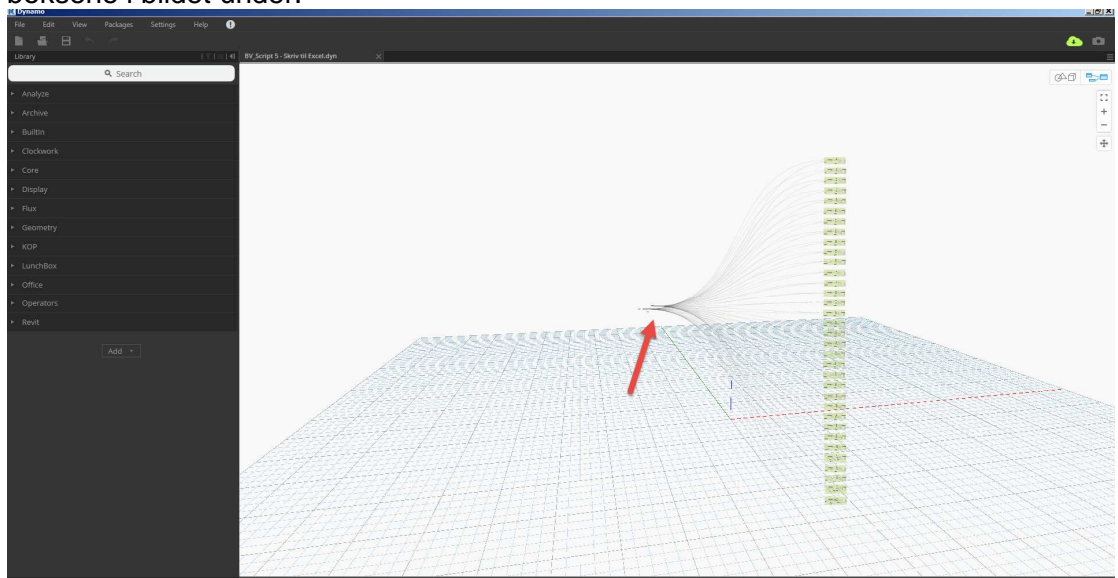 boksene i bildet under:
Dynamo
File Edit View Packages Settings Help
Library
BV_Script 5 - Skriv til Excel.dyn
Search
Analyze
Archive
BuiltIn
Clockwork
Core
Display
Flux
Geometry
KOP
LunchBox
Office
Operators
Revit
Add